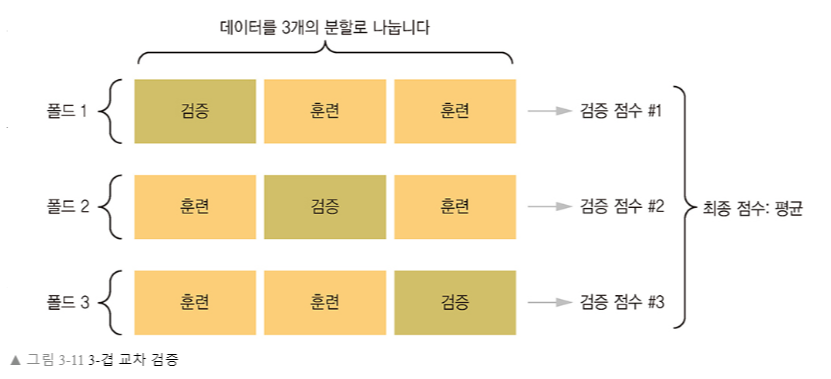 데이터를 3개의 분할로 나눕니다
폴드 1 검증 훈련 훈련 검증 점수 #1
폴드 2 훈련 검증 훈련 검증 점수 #2
최종 점수: 평균
폴드 3 훈련 훈련 검증 검증 점수 #3
▲ 그림 3-11 3-겹 교차 검증